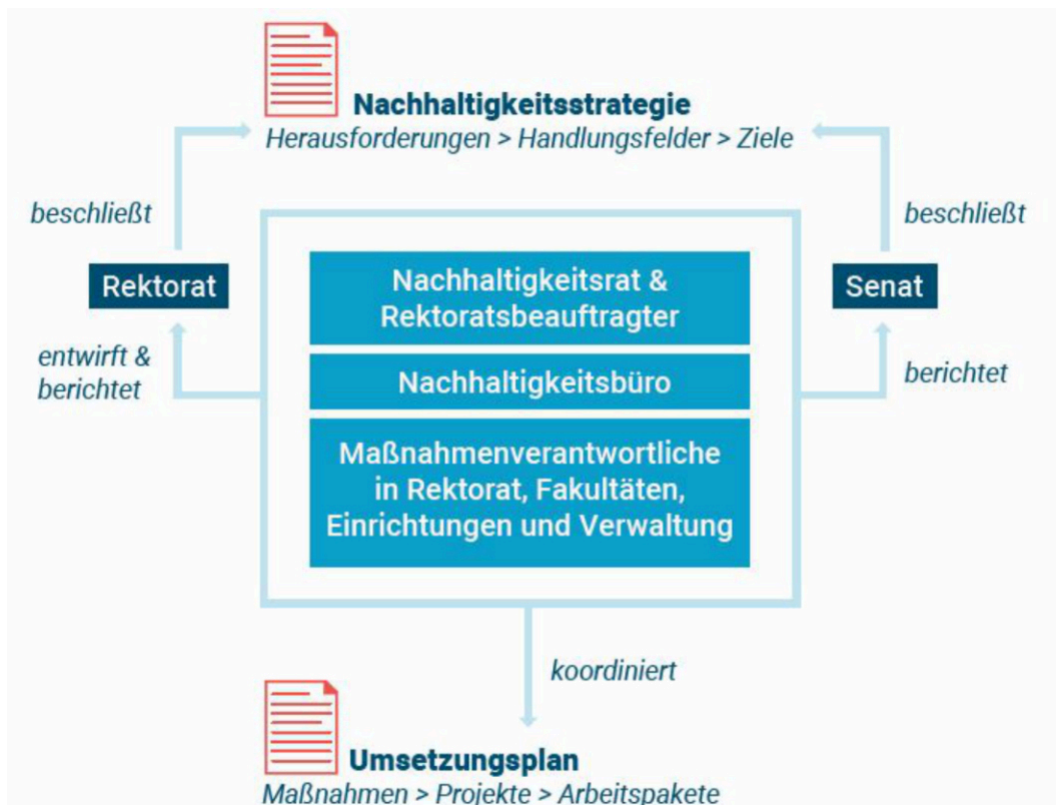 Nachhaltigkeitsstrategie
Herausforderungen > Handlungsfelder > Ziele
beschließt
beschließt
Rektorat
Senat
Nachhaltigkeitsrat &
Rektoratsbeauftragter
entwirft &
berichtet
Nachhaltigkeitsbüro
berichtet
Maßnahmenverantwortliche
in Rektorat, Fakultäten,
Einrichtungen und Verwaltung
koordiniert
Umsetzungsplan
Maßnahmen > Projekte > Arbeitspakete